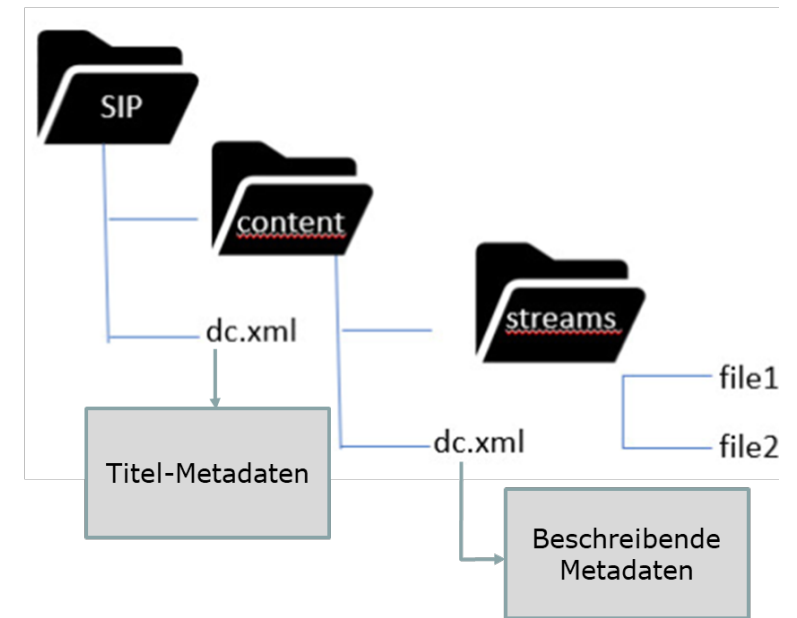 SIP
content
streams
dc.xml
file1
dc.xml
file2
Titel-Metadaten
Beschreibende
Metadaten